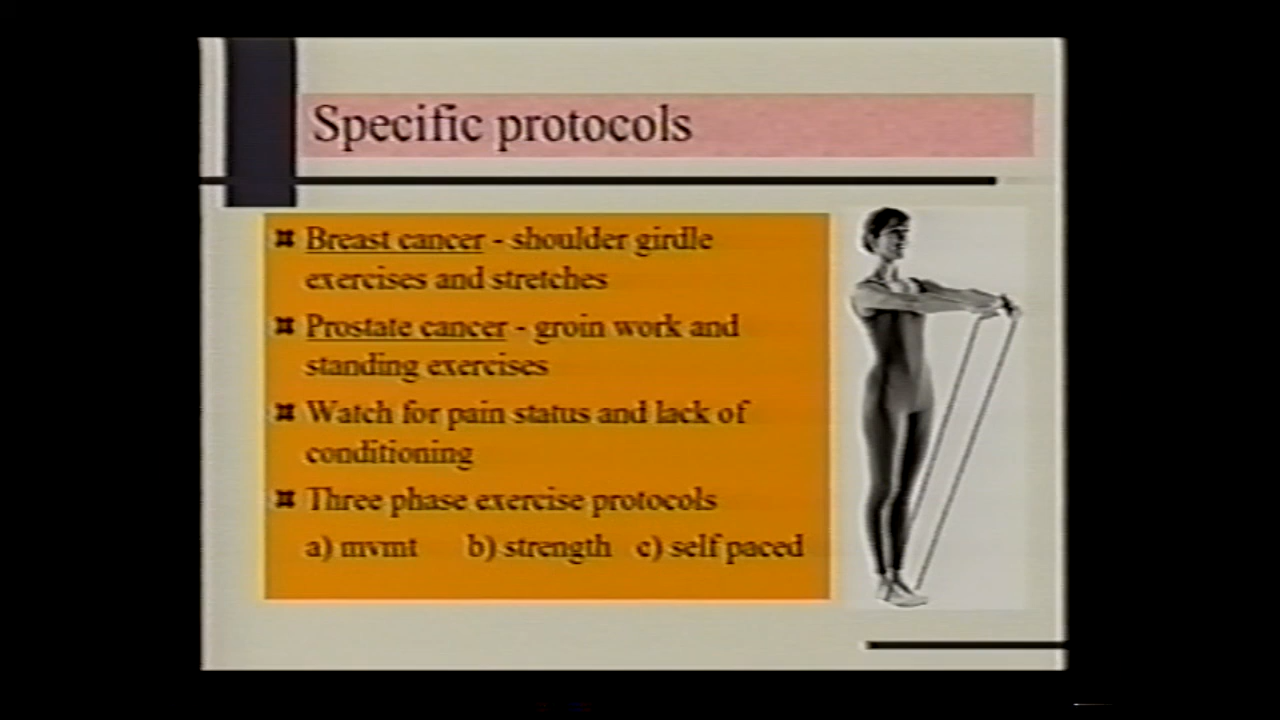 Specific protocols
Breast cancer - shoulder girdle
exercises and stretches
Prostate cancer - groin work and
standing exercises
Watch for pain status and lack of
conditioning
Three phase exercise protocols
a) mvmt b) strength c) self paced